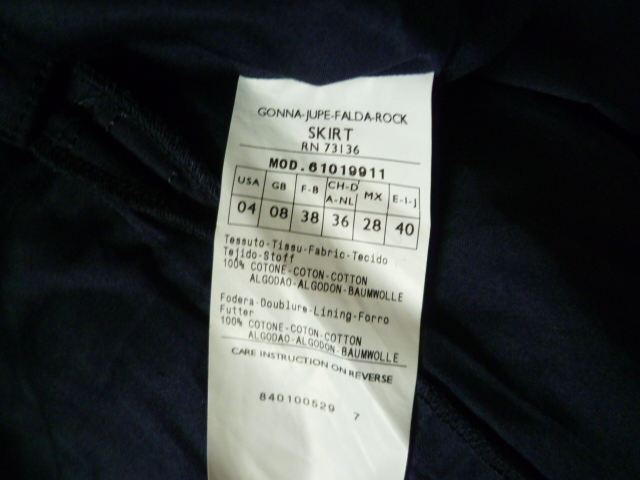 GONNA-JUPE-FALDA-ROCK
SKIRT
RN 73136
MOD. 61019911
USA GB F-B CH-D A-NL MX E-I-J
04 08 38 36 28 40
Tessuto-Tissu-Fabric-Tecido
Tejido-Stoff
100% COTONE-COTON-COTTON
ALGODAO-ALGODON-BAUMWOLLE
Fodera-Doublure-Lining-Forro
Futter
100% COTONE-COTON-COTTON
ALGODAO-ALGODON-BAUMWOLLE
CARE INSTRUCTION ON REVERSE
840100529 7